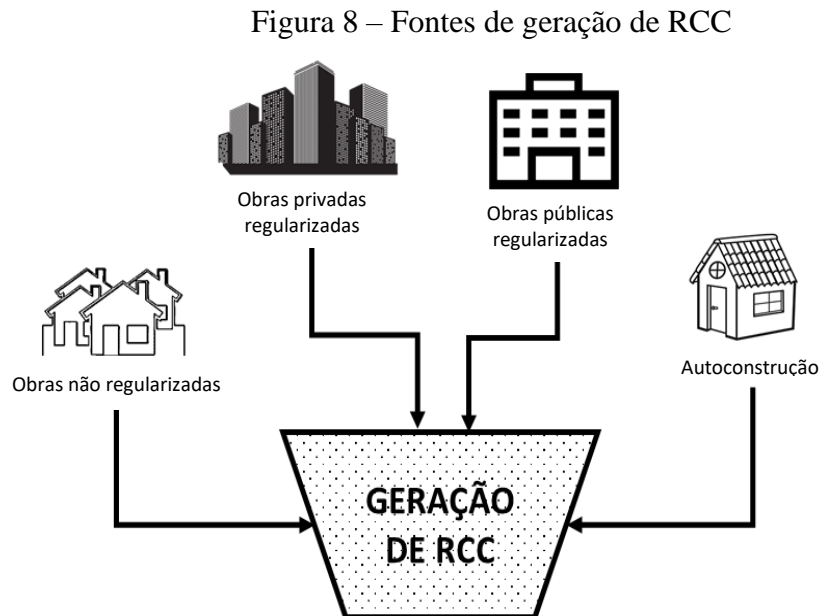 Figura 8 – Fontes de geração de RCC
Obras privadas
regularizadas
Obras públicas
regularizadas
Obras não regularizadas
Autoconstrução
GERAÇÃO
DE RCC